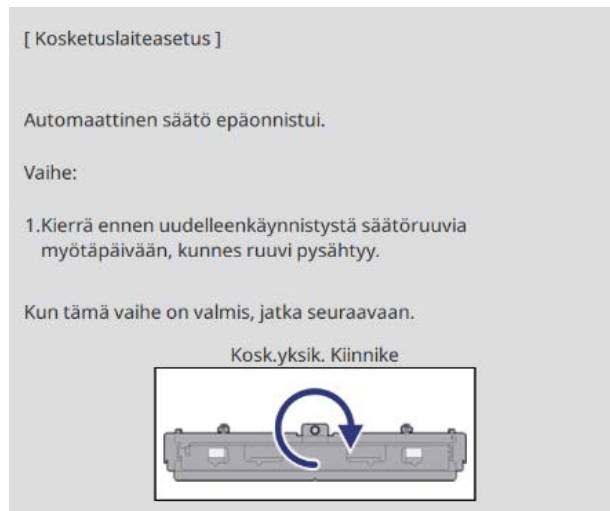 [ Kosketuslaiteasetus ]
Automaattinen säätö epäonnistui.
Vaihe:
1.Kierrä ennen uudelleenkäynnistystä säätöruuvia
myötäpäivään, kunnes ruuvi pysähtyy.
Kun tämä vaihe on valmis, jatka seuraavaan.
Kosk.yksik. Kiinnike